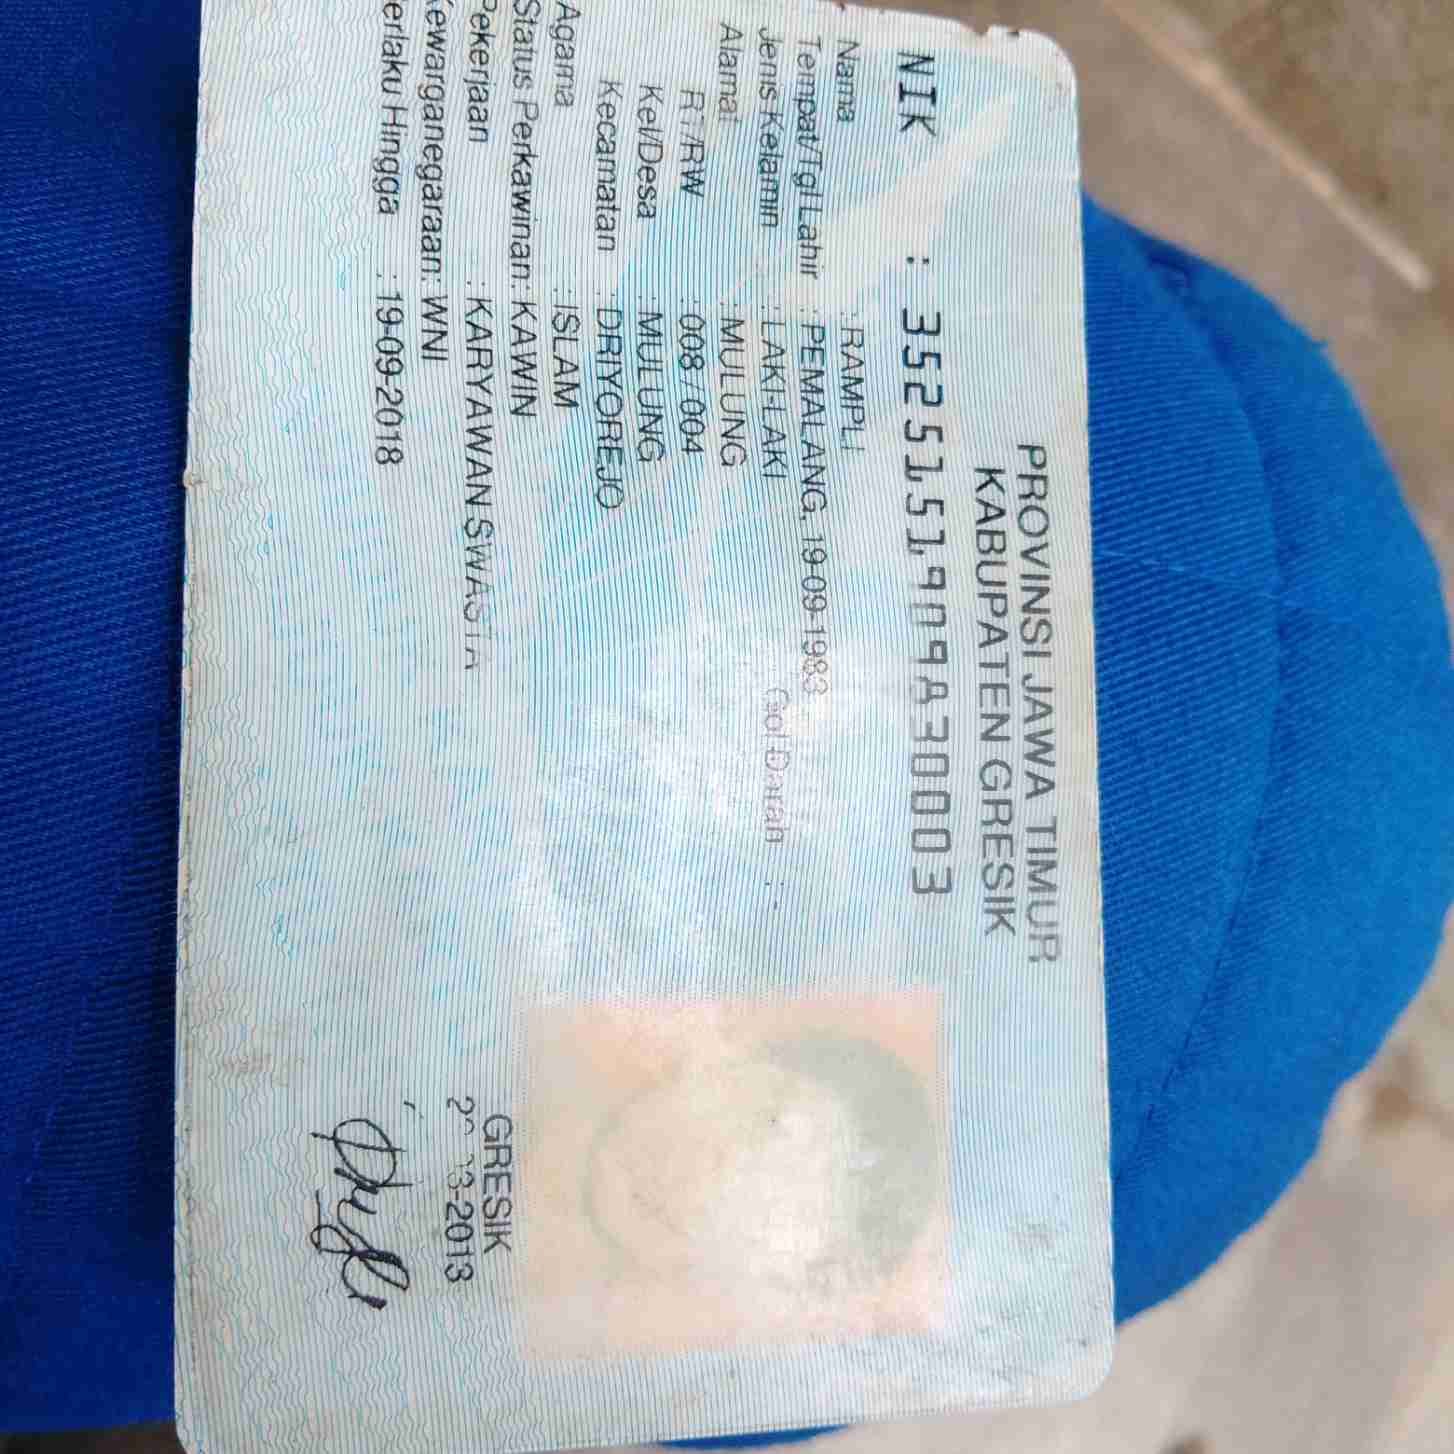 PROVINSI JAWA TIMUR
KABUPATEN GRESIK
NIK : 3525151909830003
Nama : RAMPLI
Tempat/Tgl Lahir : PEMALANG, 19-09-1983
Jenis Kelamin : LAKI-LAKI Gol Darah : -
Alamat : MULUNG
RT/RW : 008 / 004
Kel/Desa : MULUNG
Kecamatan : DRIYOREJO
Agama : ISLAM
Status Perkawinan: KAWIN
Pekerjaan : KARYAWAN SWASTA
Kewarganegaraan: WNI
erlaku Hingga : 19-09-2018
GRESIK